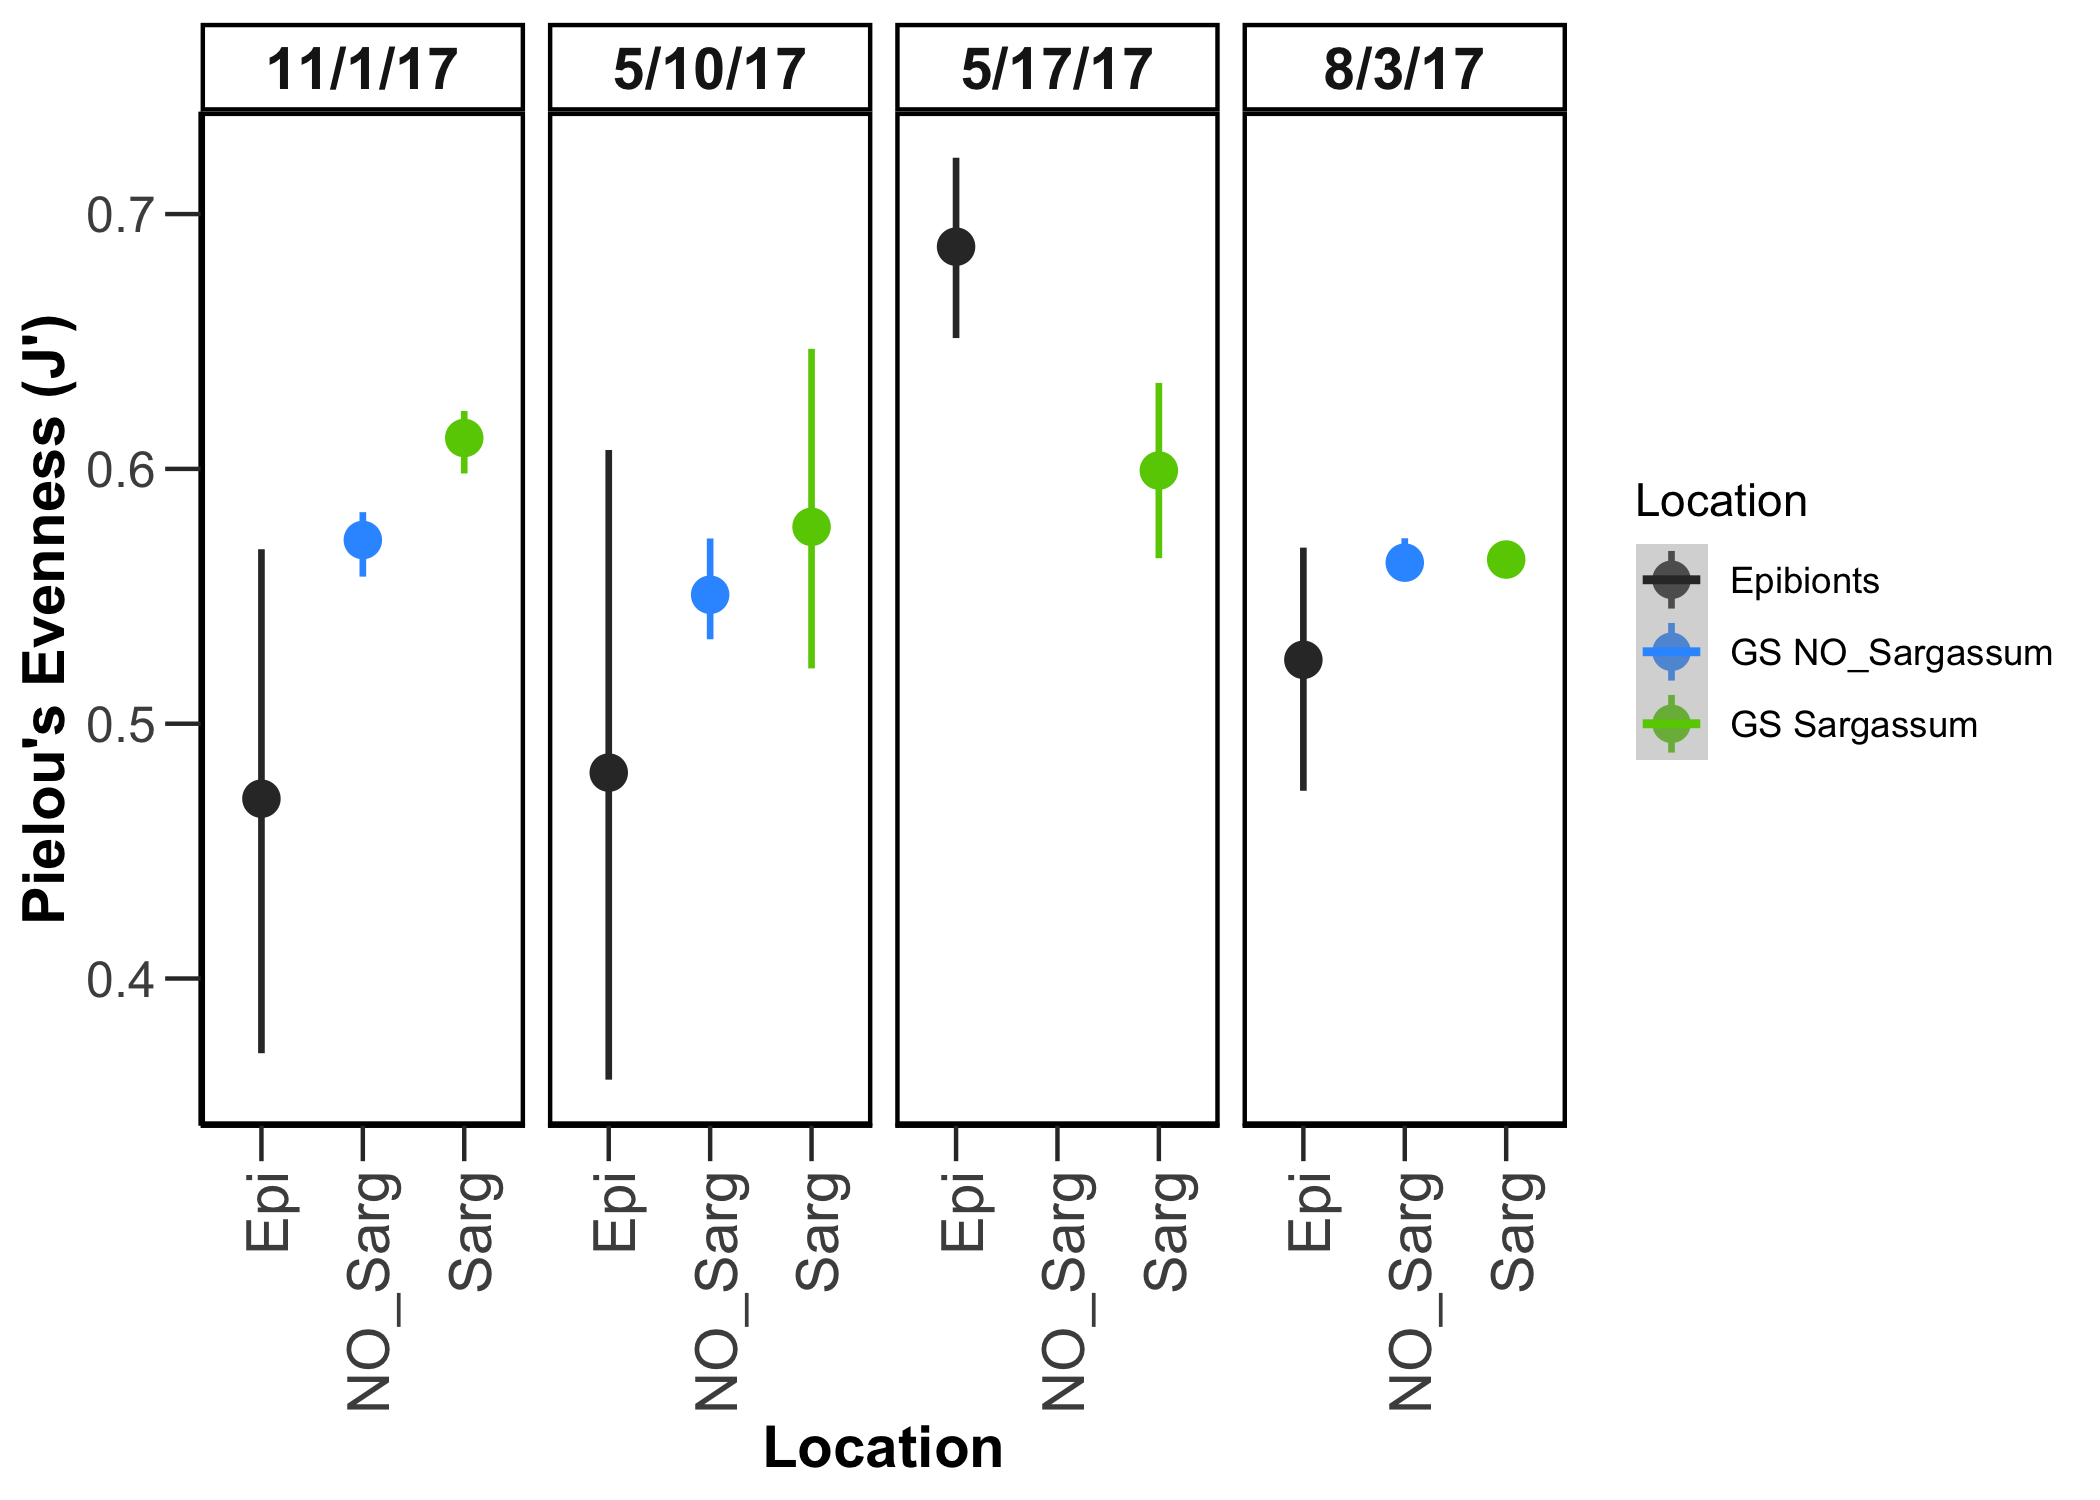 11/1/17
5/10/17
5/17/17
8/3/17
Pielou's Evenness (J')
0.7
0.6
0.5
0.4
Epi
NO_Sarg
Sarg
Epi
NO_Sarg
Sarg
Epi
NO_Sarg
Sarg
Epi
NO_Sarg
Sarg
Location
Location
Epibionts
GS NO_Sargassum
GS Sargassum